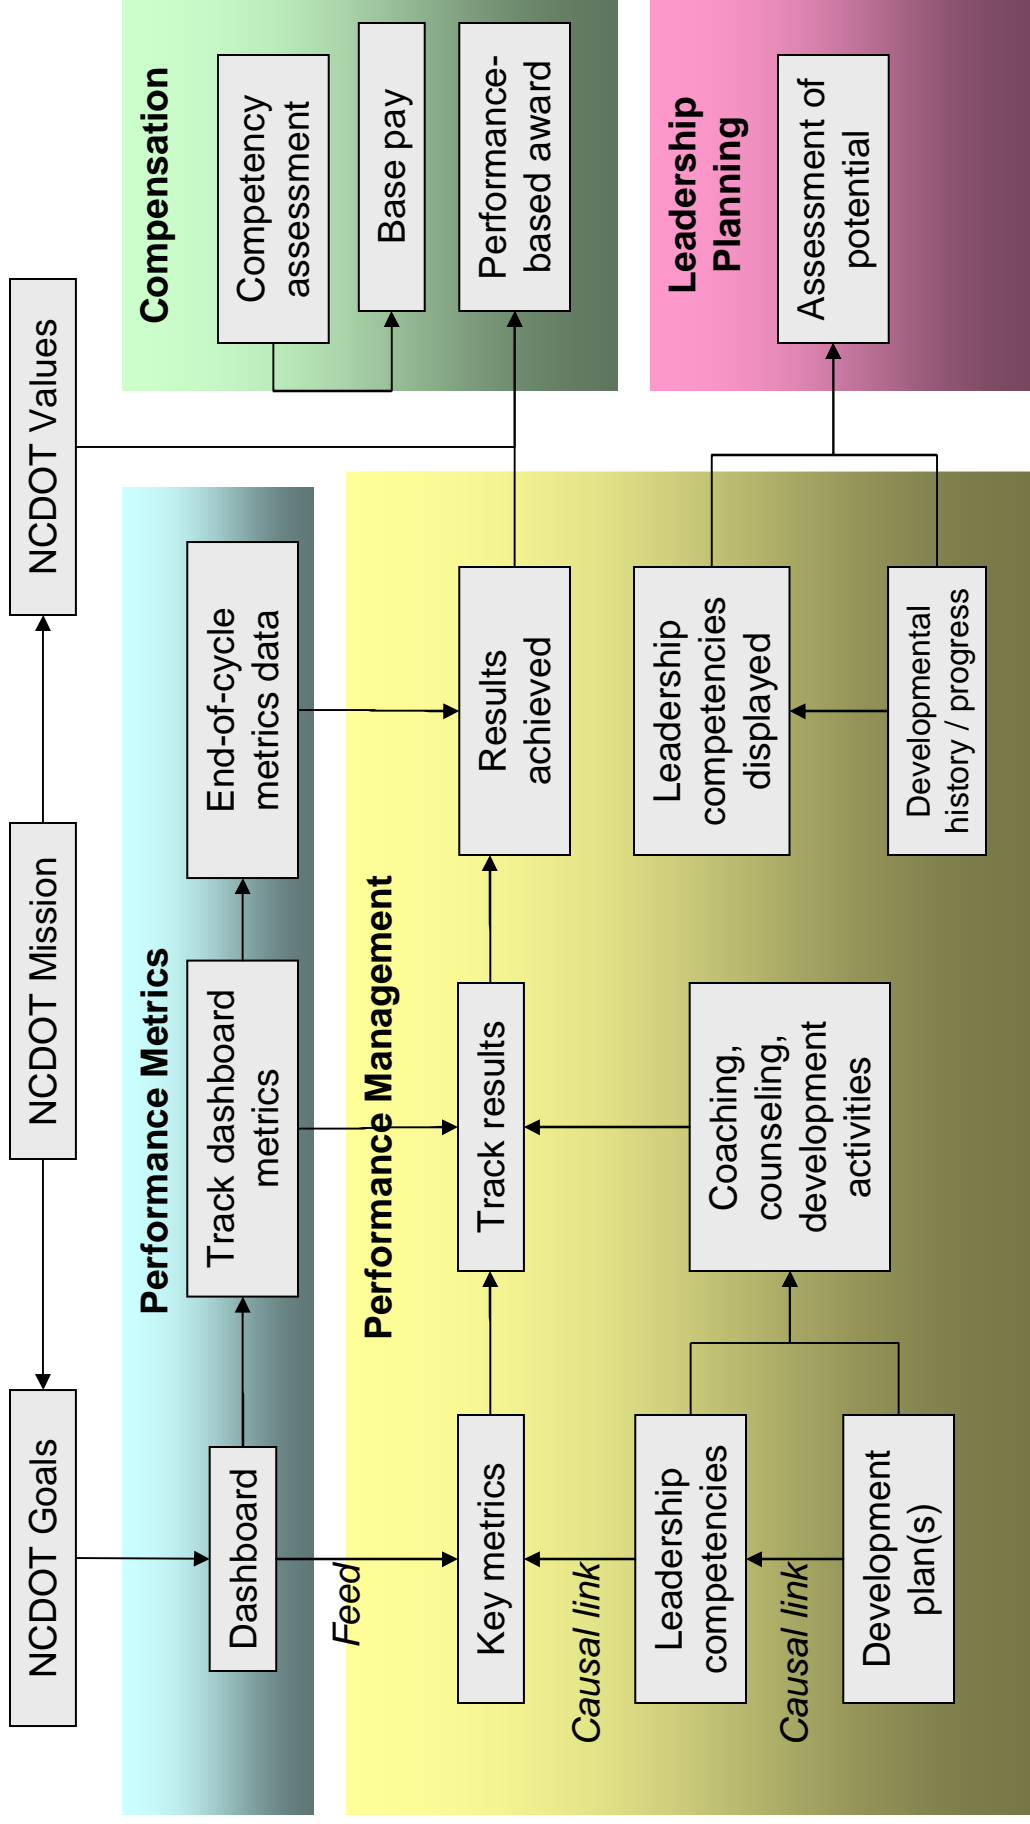 NCDOT Goals
NCDOT Mission
NCDOT Values
Performance Metrics
Dashboard
Track dashboard
metrics
End-of-cycle
metrics data
Feed
Performance Management
Key metrics
Track results
Results
achieved
Causal link
Leadership
competencies
Causal link
Development
plan(s)
Coaching,
counseling,
development
activities
Leadership
competencies
displayed
Developmental
history / progress
Compensation
Competency
assessment
Base pay
Performance-
based award
Leadership
Planning
Assessment of
potential